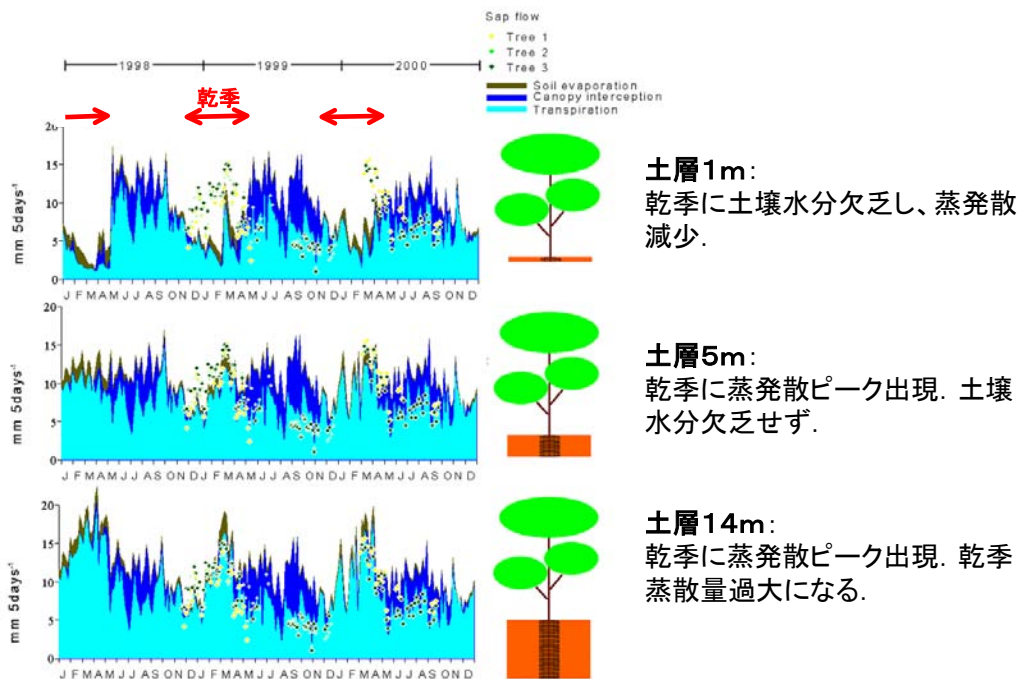 Sap flow
Tree 1
Tree 2
Tree 3
Soil evaporation
Canopy interception
Transpiration
1998 1999 2000
乾季
20
15
10
5
0
mm 5days⁻¹
J F M A M J J A S O N D J F M A M J J A S O N D J F M A M J J A S O N D
土層1m:
乾季に土壌水分欠乏し、蒸発散
減少.
20
15
10
5
0
mm 5days⁻¹
J F M A M J J A S O N D J F M A M J J A S O N D J F M A M J J A S O N D
土層5m:
乾季に蒸発散ピーク出現. 土壌
水分欠乏せず.
20
15
10
5
0
mm 5days⁻¹
J F M A M J J A S O N D J F M A M J J A S O N D J F M A M J J A S O N D
土層14m:
乾季に蒸発散ピーク出現. 乾季
蒸散量過大になる.